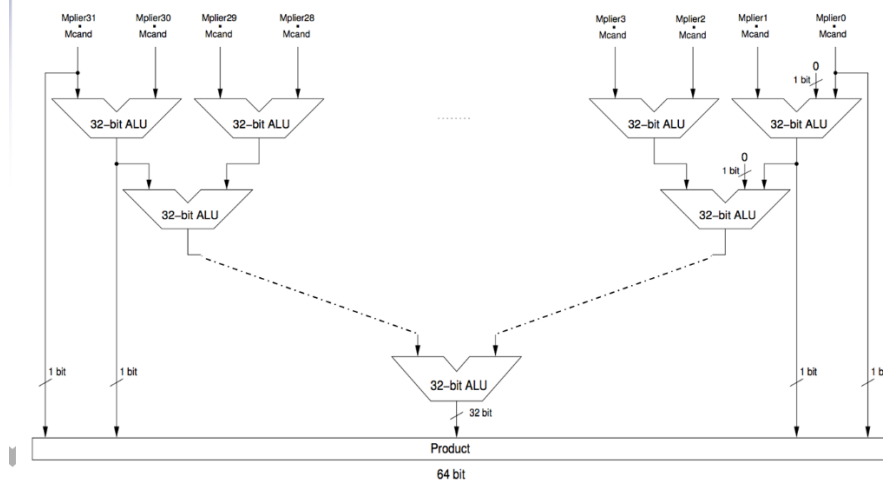 Mplier31 Mplier30 Mplier29 Mplier28 Mplier3 Mplier2 Mplier1 Mplier0
Mcand Mcand Mcand Mcand Mcand Mcand Mcand Mcand
0
1 bit
32-bit ALU 32-bit ALU 32-bit ALU 32-bit ALU
0
1 bit
32-bit ALU 32-bit ALU
32-bit ALU
1 bit 1 bit 1 bit
32 bit
Product
64 bit